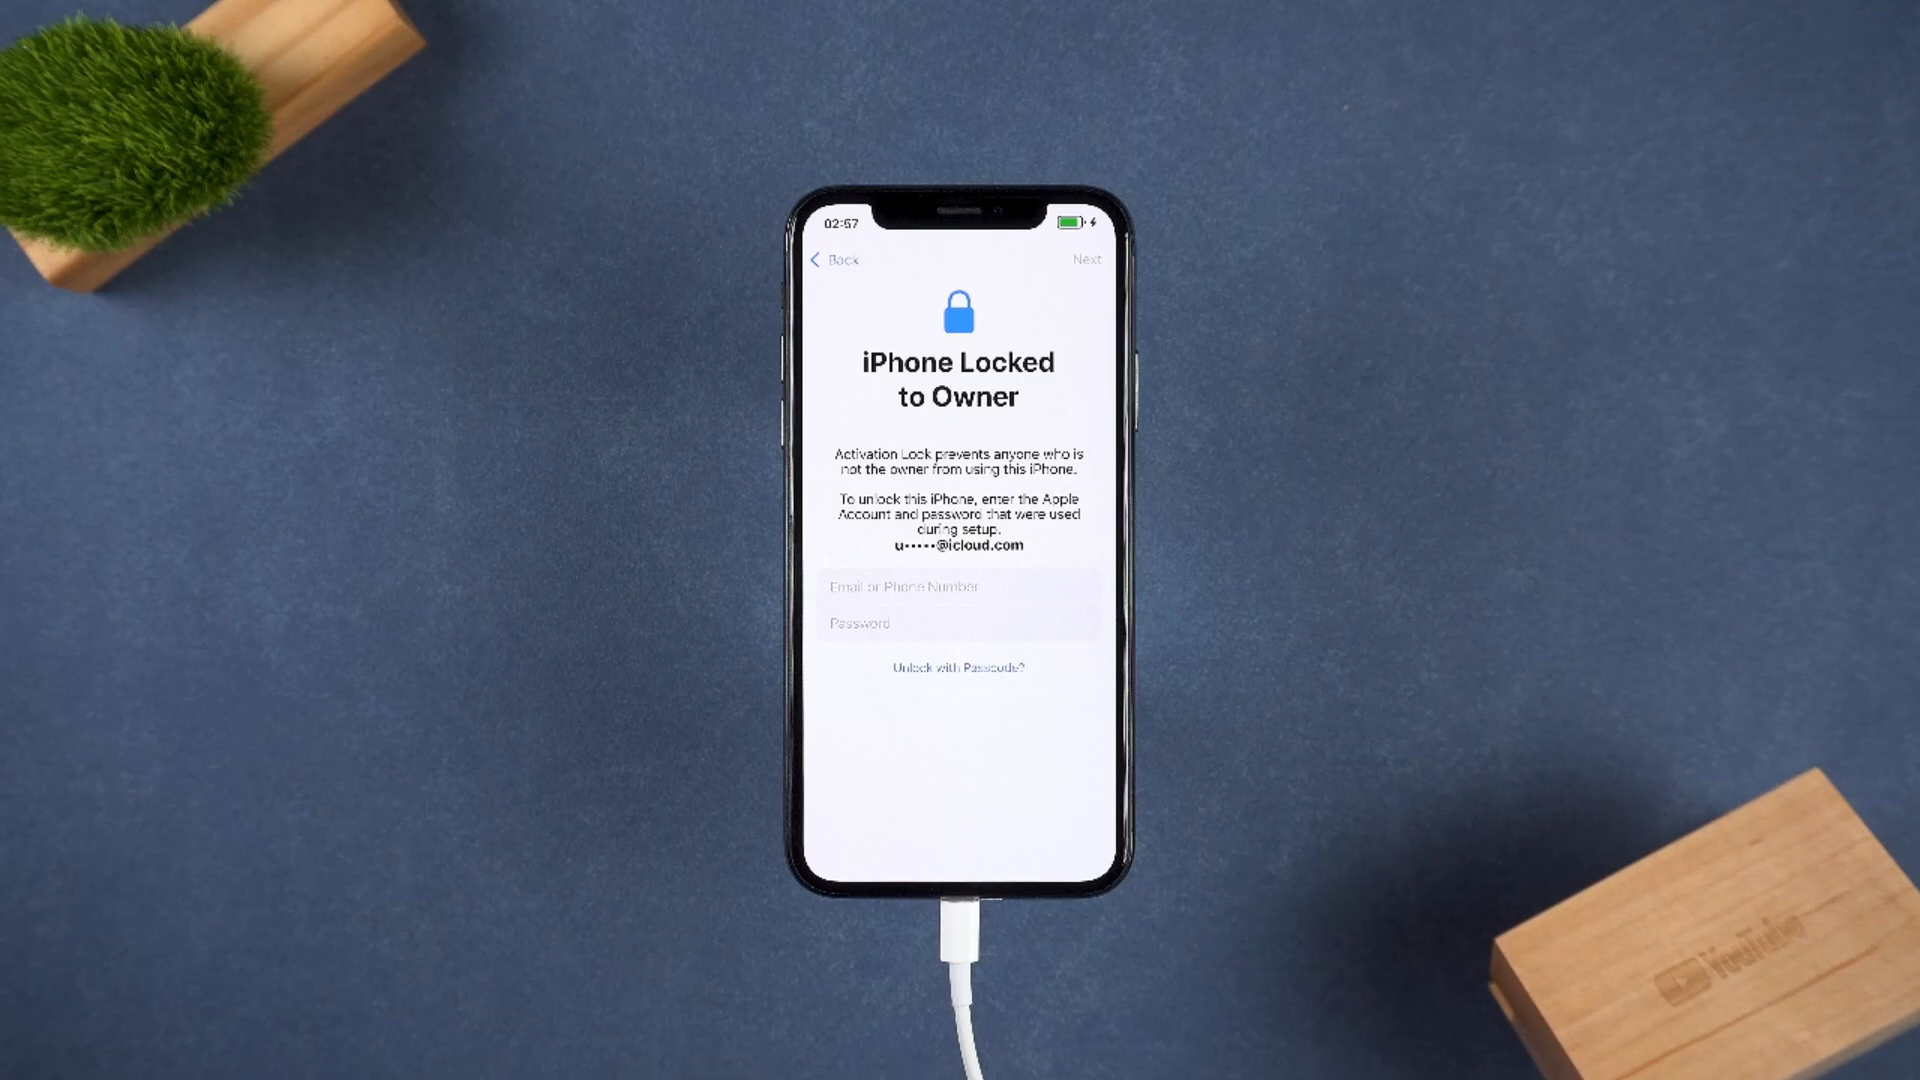 02:57
Back
Next
iPhone Locked
to Owner
Activation Lock prevents anyone who is
not the owner from using this iPhone.
To unlock this iPhone, enter the Apple
Account and password that were used
during setup.
u•••••@icloud.com
Email or Phone Number
Password
Unlock with Passcode?
YouTube